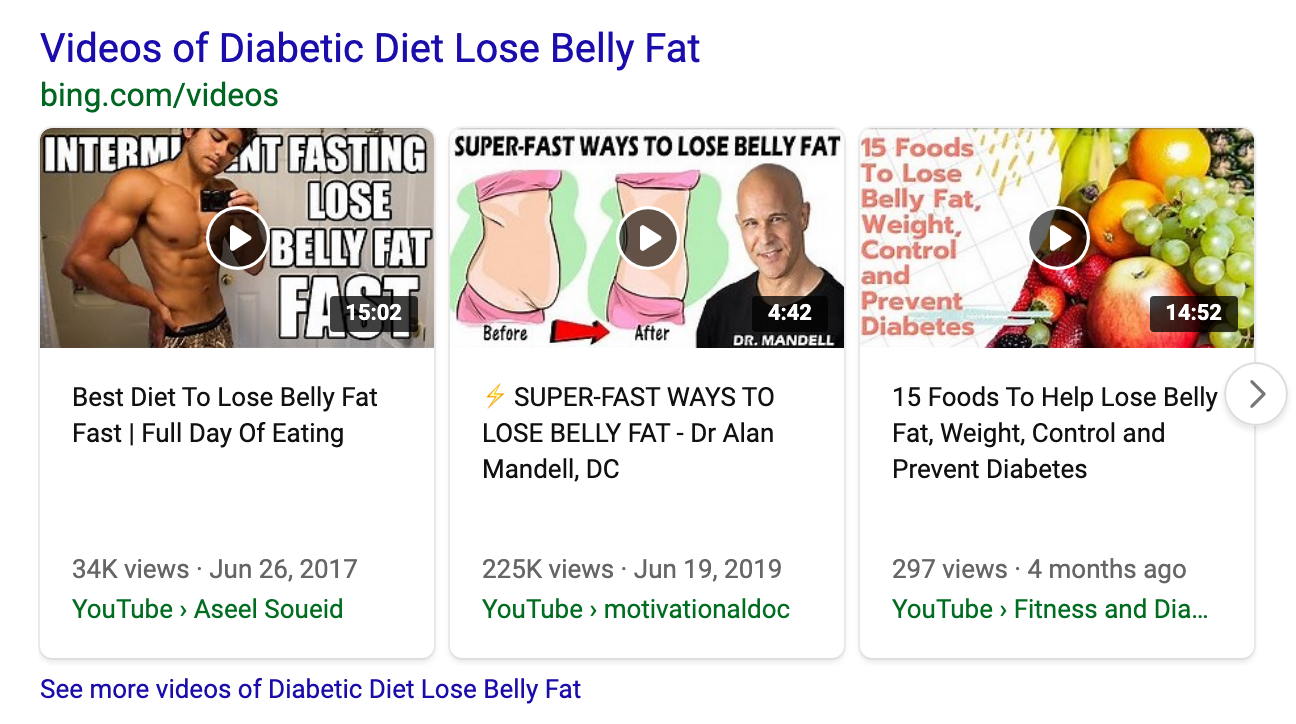 Videos of Diabetic Diet Lose Belly Fat
bing.com/videos
INTERMI ENT FASTING
LOSE
BELLY FAT
FAST
15:02
Best Diet To Lose Belly Fat
Fast | Full Day Of Eating
34K views · Jun 26, 2017
YouTube › Aseel Soueid
SUPER-FAST WAYS TO LOSE BELLY FAT
Before
After
4:42
DR. MANDELL
⚡ SUPER-FAST WAYS TO
LOSE BELLY FAT - Dr Alan
Mandell, DC
225K views · Jun 19, 2019
YouTube › motivationaldoc
15 Foods
To Lose
Belly Fat,
Weight,
Control
and
Prevent
Diabetes
14:52
15 Foods To Help Lose Belly
Fat, Weight, Control and
Prevent Diabetes
297 views · 4 months ago
YouTube › Fitness and Dia...
See more videos of Diabetic Diet Lose Belly Fat